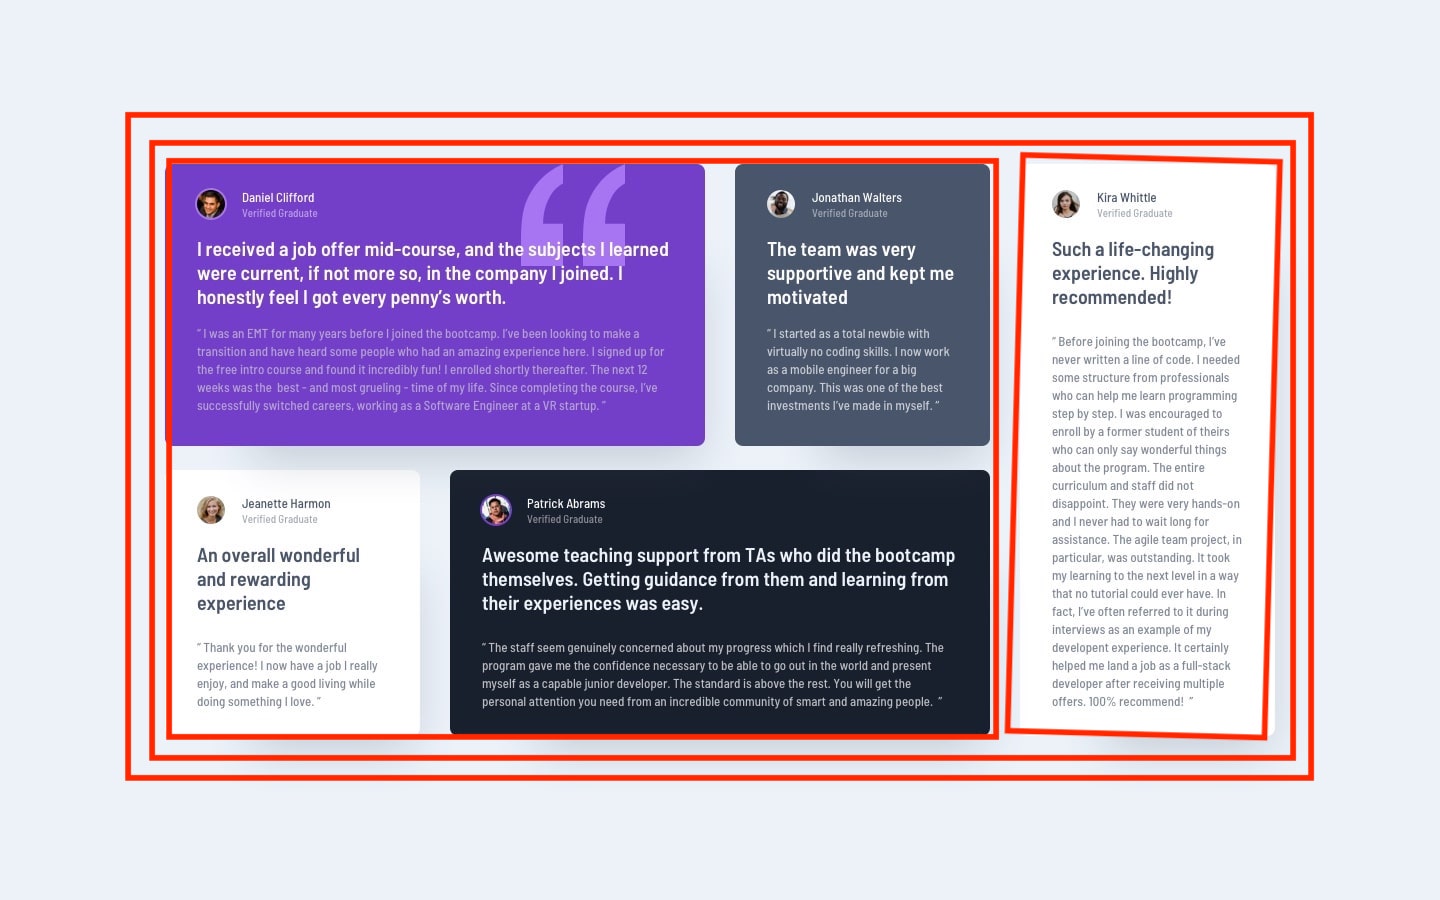 Daniel Clifford
Verified Graduate
I received a job offer mid-course, and the subjects I learned
were current, if not more so, in the company I joined. I
honestly feel I got every penny’s worth.
“ I was an EMT for many years before I joined the bootcamp. I’ve been looking to make a
transition and have heard some people who had an amazing experience here. I signed up for
the free intro course and found it incredibly fun! I enrolled shortly thereafter. The next 12
weeks was the best - and most grueling - time of my life. Since completing the course, I’ve
successfully switched careers, working as a Software Engineer at a VR startup. ”
Jonathan Walters
Verified Graduate
The team was very
supportive and kept me
motivated
“ I started as a total newbie with
virtually no coding skills. I now work
as a mobile engineer for a big
company. This was one of the best
investments I’ve made in myself. ”
Kira Whittle
Verified Graduate
Such a life-changing
experience. Highly
recommended!
“ Before joining the bootcamp, I’ve
never written a line of code. I needed
some structure from professionals
who can help me learn programming
step by step. I was encouraged to
enroll by a former student of theirs
who can only say wonderful things
about the program. The entire
curriculum and staff did not
disappoint. They were very hands-on
and I never had to wait long for
assistance. The agile team project, in
particular, was outstanding. It took
my learning to the next level in a way
that no tutorial could ever have. In
fact, I’ve often referred to it during
interviews as an example of my
developent experience. It certainly
helped me land a job as a full-stack
developer after receiving multiple
offers. 100% recommend! ”
Jeanette Harmon
Verified Graduate
An overall wonderful
and rewarding
experience
“ Thank you for the wonderful
experience! I now have a job I really
enjoy, and make a good living while
doing something I love. ”
Patrick Abrams
Verified Graduate
Awesome teaching support from TAs who did the bootcamp
themselves. Getting guidance from them and learning from
their experiences was easy.
“ The staff seem genuinely concerned about my progress which I find really refreshing. The
program gave me the confidence necessary to be able to go out in the world and present
myself as a capable junior developer. The standard is above the rest. You will get the
personal attention you need from an incredible community of smart and amazing people. ”